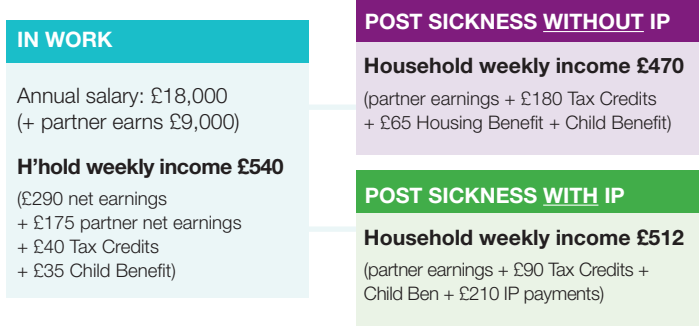 IN WORK
Annual salary: £18,000
(+ partner earns £9,000)
H'hold weekly income £540
(£290 net earnings
+ £175 partner net earnings
+ £40 Tax Credits
+ £35 Child Benefit)
POST SICKNESS WITHOUT IP
Household weekly income £470
(partner earnings + £180 Tax Credits
+ £65 Housing Benefit + Child Benefit)
POST SICKNESS WITH IP
Household weekly income £512
(partner earnings + £90 Tax Credits +
Child Ben + £210 IP payments)